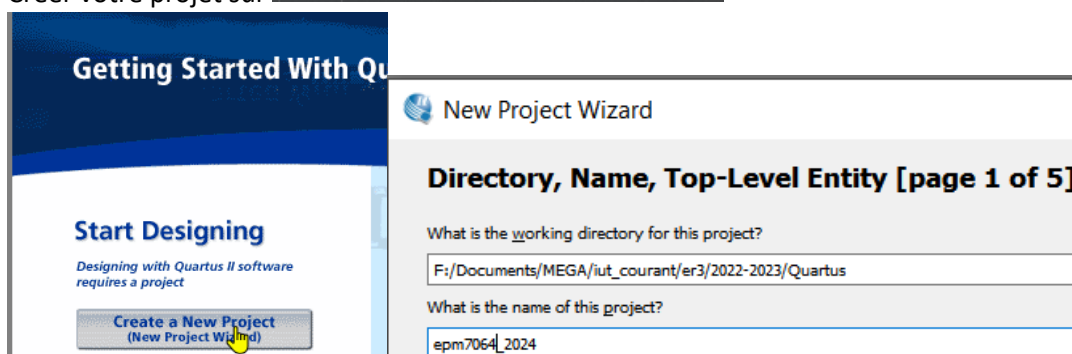 Créer votre projet sur
Getting Started With Qu
Start Designing
Designing with Quartus II software
requires a project
Create a New Project
(New Project Wizard)
New Project Wizard
Directory, Name, Top-Level Entity [page 1 of 5]
What is the working directory for this project?
F:/Documents/MEGA/iut_courant/er3/2022-2023/Quartus
What is the name of this project?
epm7064_2024